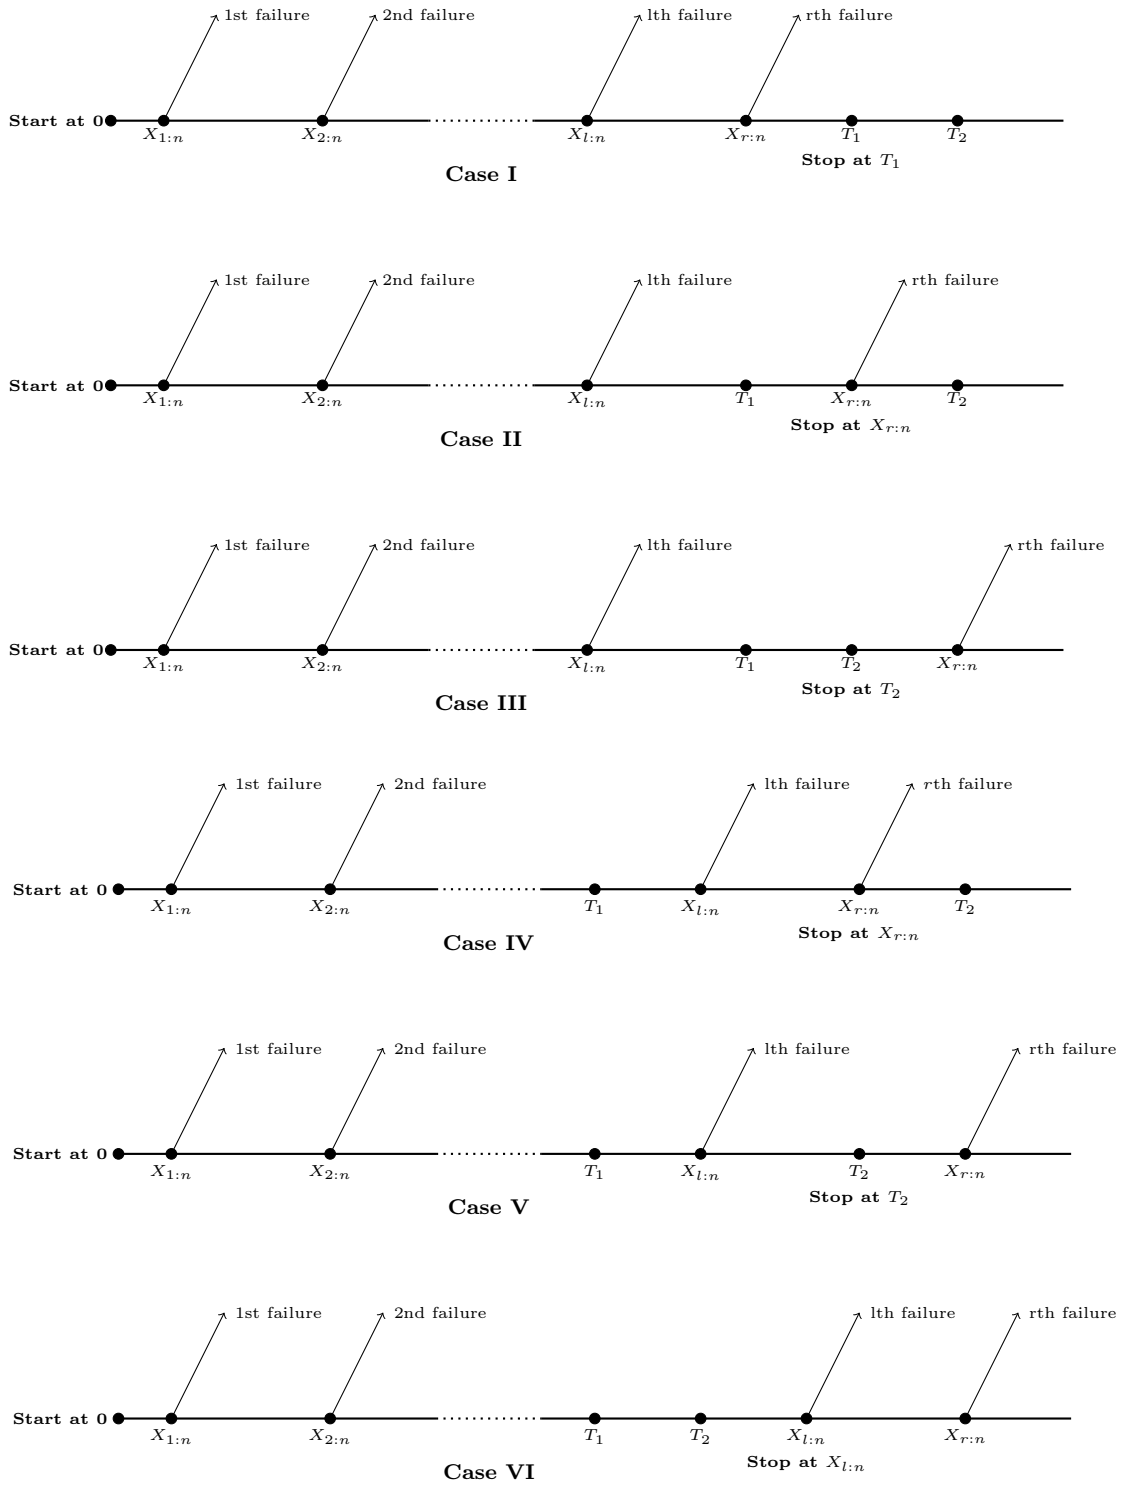 1st failure 2nd failure lth failure rth failure
Start at 0
X1:n X2:n Xl:n Xr:n T1 T2
Stop at T1
Case I
1st failure 2nd failure lth failure rth failure
Start at 0
X1:n X2:n Xl:n T1 Xr:n T2
Stop at Xr:n
Case II
1st failure 2nd failure lth failure rth failure
Start at 0
X1:n X2:n Xl:n T1 T2 Xr:n
Stop at T2
Case III
1st failure 2nd failure lth failure rth failure
Start at 0
X1:n X2:n T1 Xl:n Xr:n T2
Stop at Xr:n
Case IV
1st failure 2nd failure lth failure rth failure
Start at 0
X1:n X2:n T1 Xl:n T2 Xr:n
Stop at T2
Case V
1st failure 2nd failure lth failure rth failure
Start at 0
X1:n X2:n T1 T2 Xl:n Xr:n
Stop at Xl:n
Case VI